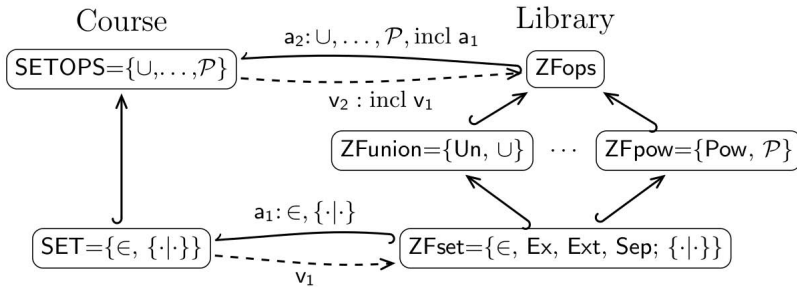 Course Library
a₂: ∪, . . . , 𝒫, incl a₁
SETOPS={∪,...,𝒫} ZFops
v₂ : incl v₁
ZFunion={Un, ∪} · · · ZFpow={Pow, 𝒫}
a₁: ∈, {·|·}
SET={∈, {·|·}} ZFset={∈, Ex, Ext, Sep; {·|·}}
v₁